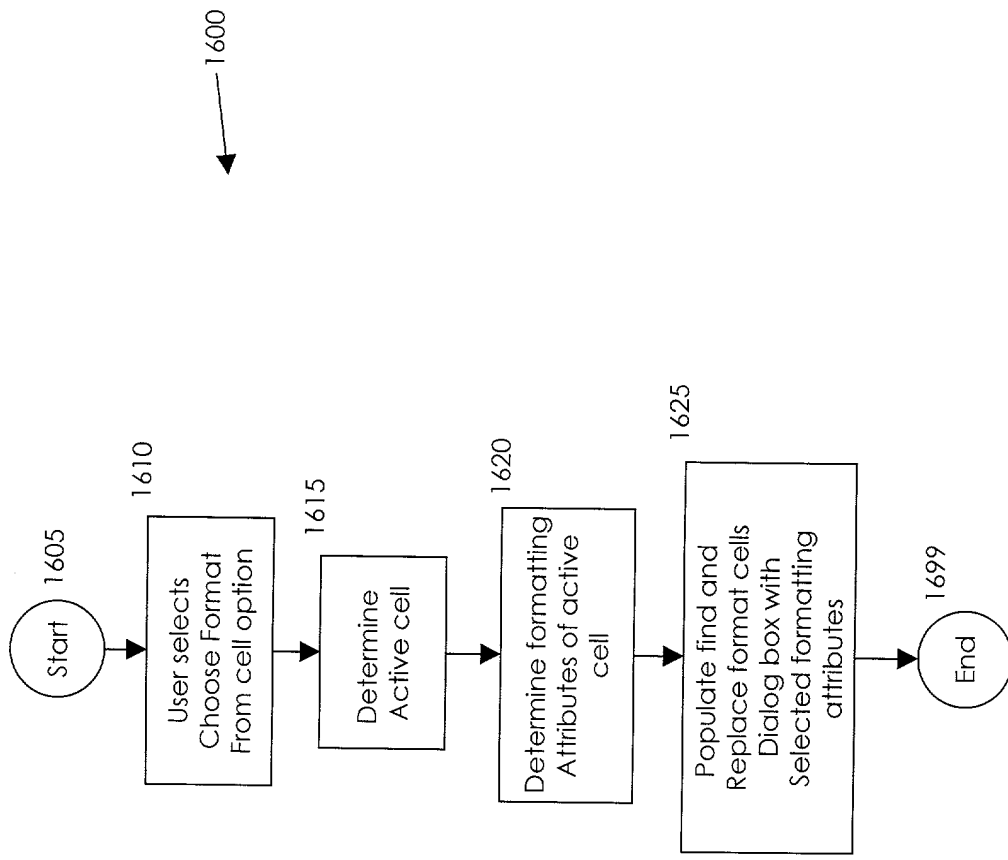 1600
Start
1605
1610
User selects
Choose Format
From cell option
1615
Determine
Active cell
1620
Determine formatting
Attributes of active
cell
1625
Populate find and
Replace format cells
Dialog box with
Selected formatting
attributes
1699
End